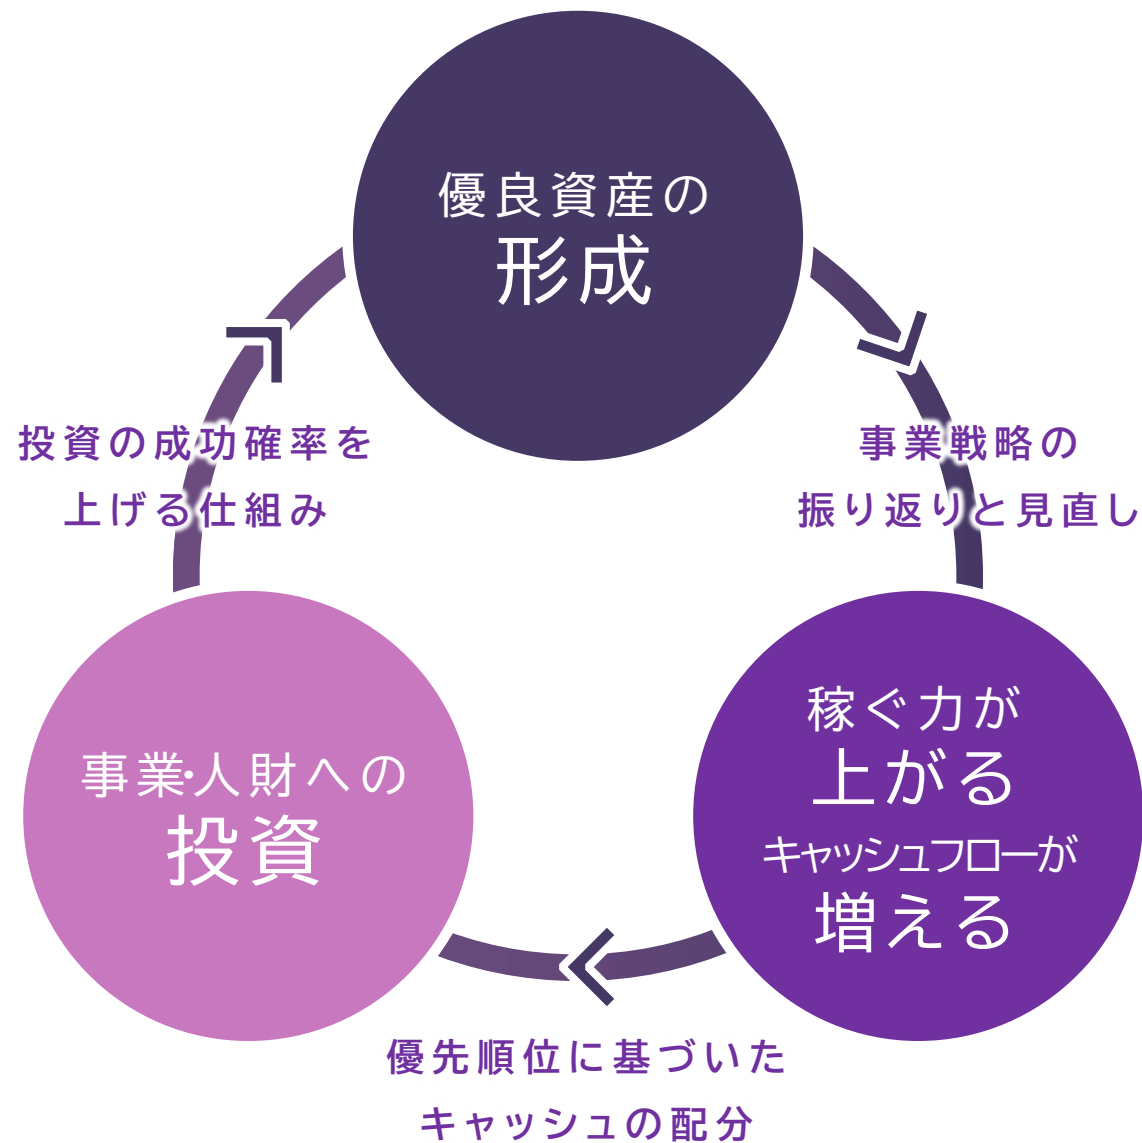 優良資産の
形成
事業戦略の
振り返りと見直し
稼ぐ力が
上がる
キャッシュフローが
増える
優先順位に基づいた
キャッシュの配分
事業・人財への
投資
投資の成功確率を
上げる仕組み